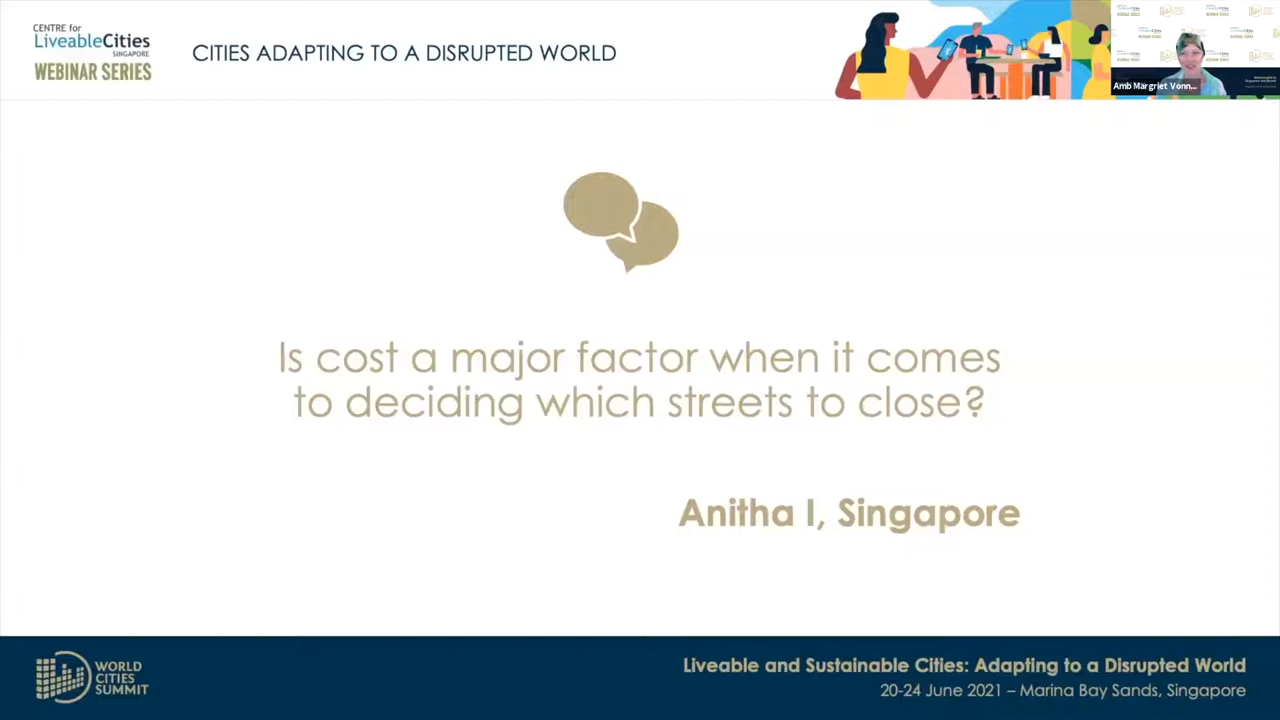 CENTRE for
LiveableCities
SINGAPORE
WEBINAR SERIES
CITIES ADAPTING TO A DISRUPTED WORLD
Amb Margriet Vonn...
Is cost a major factor when it comes
to deciding which streets to close?
Anitha I, Singapore
WORLD
CITIES
SUMMIT
Liveable and Sustainable Cities: Adapting to a Disrupted World
20-24 June 2021 – Marina Bay Sands, Singapore